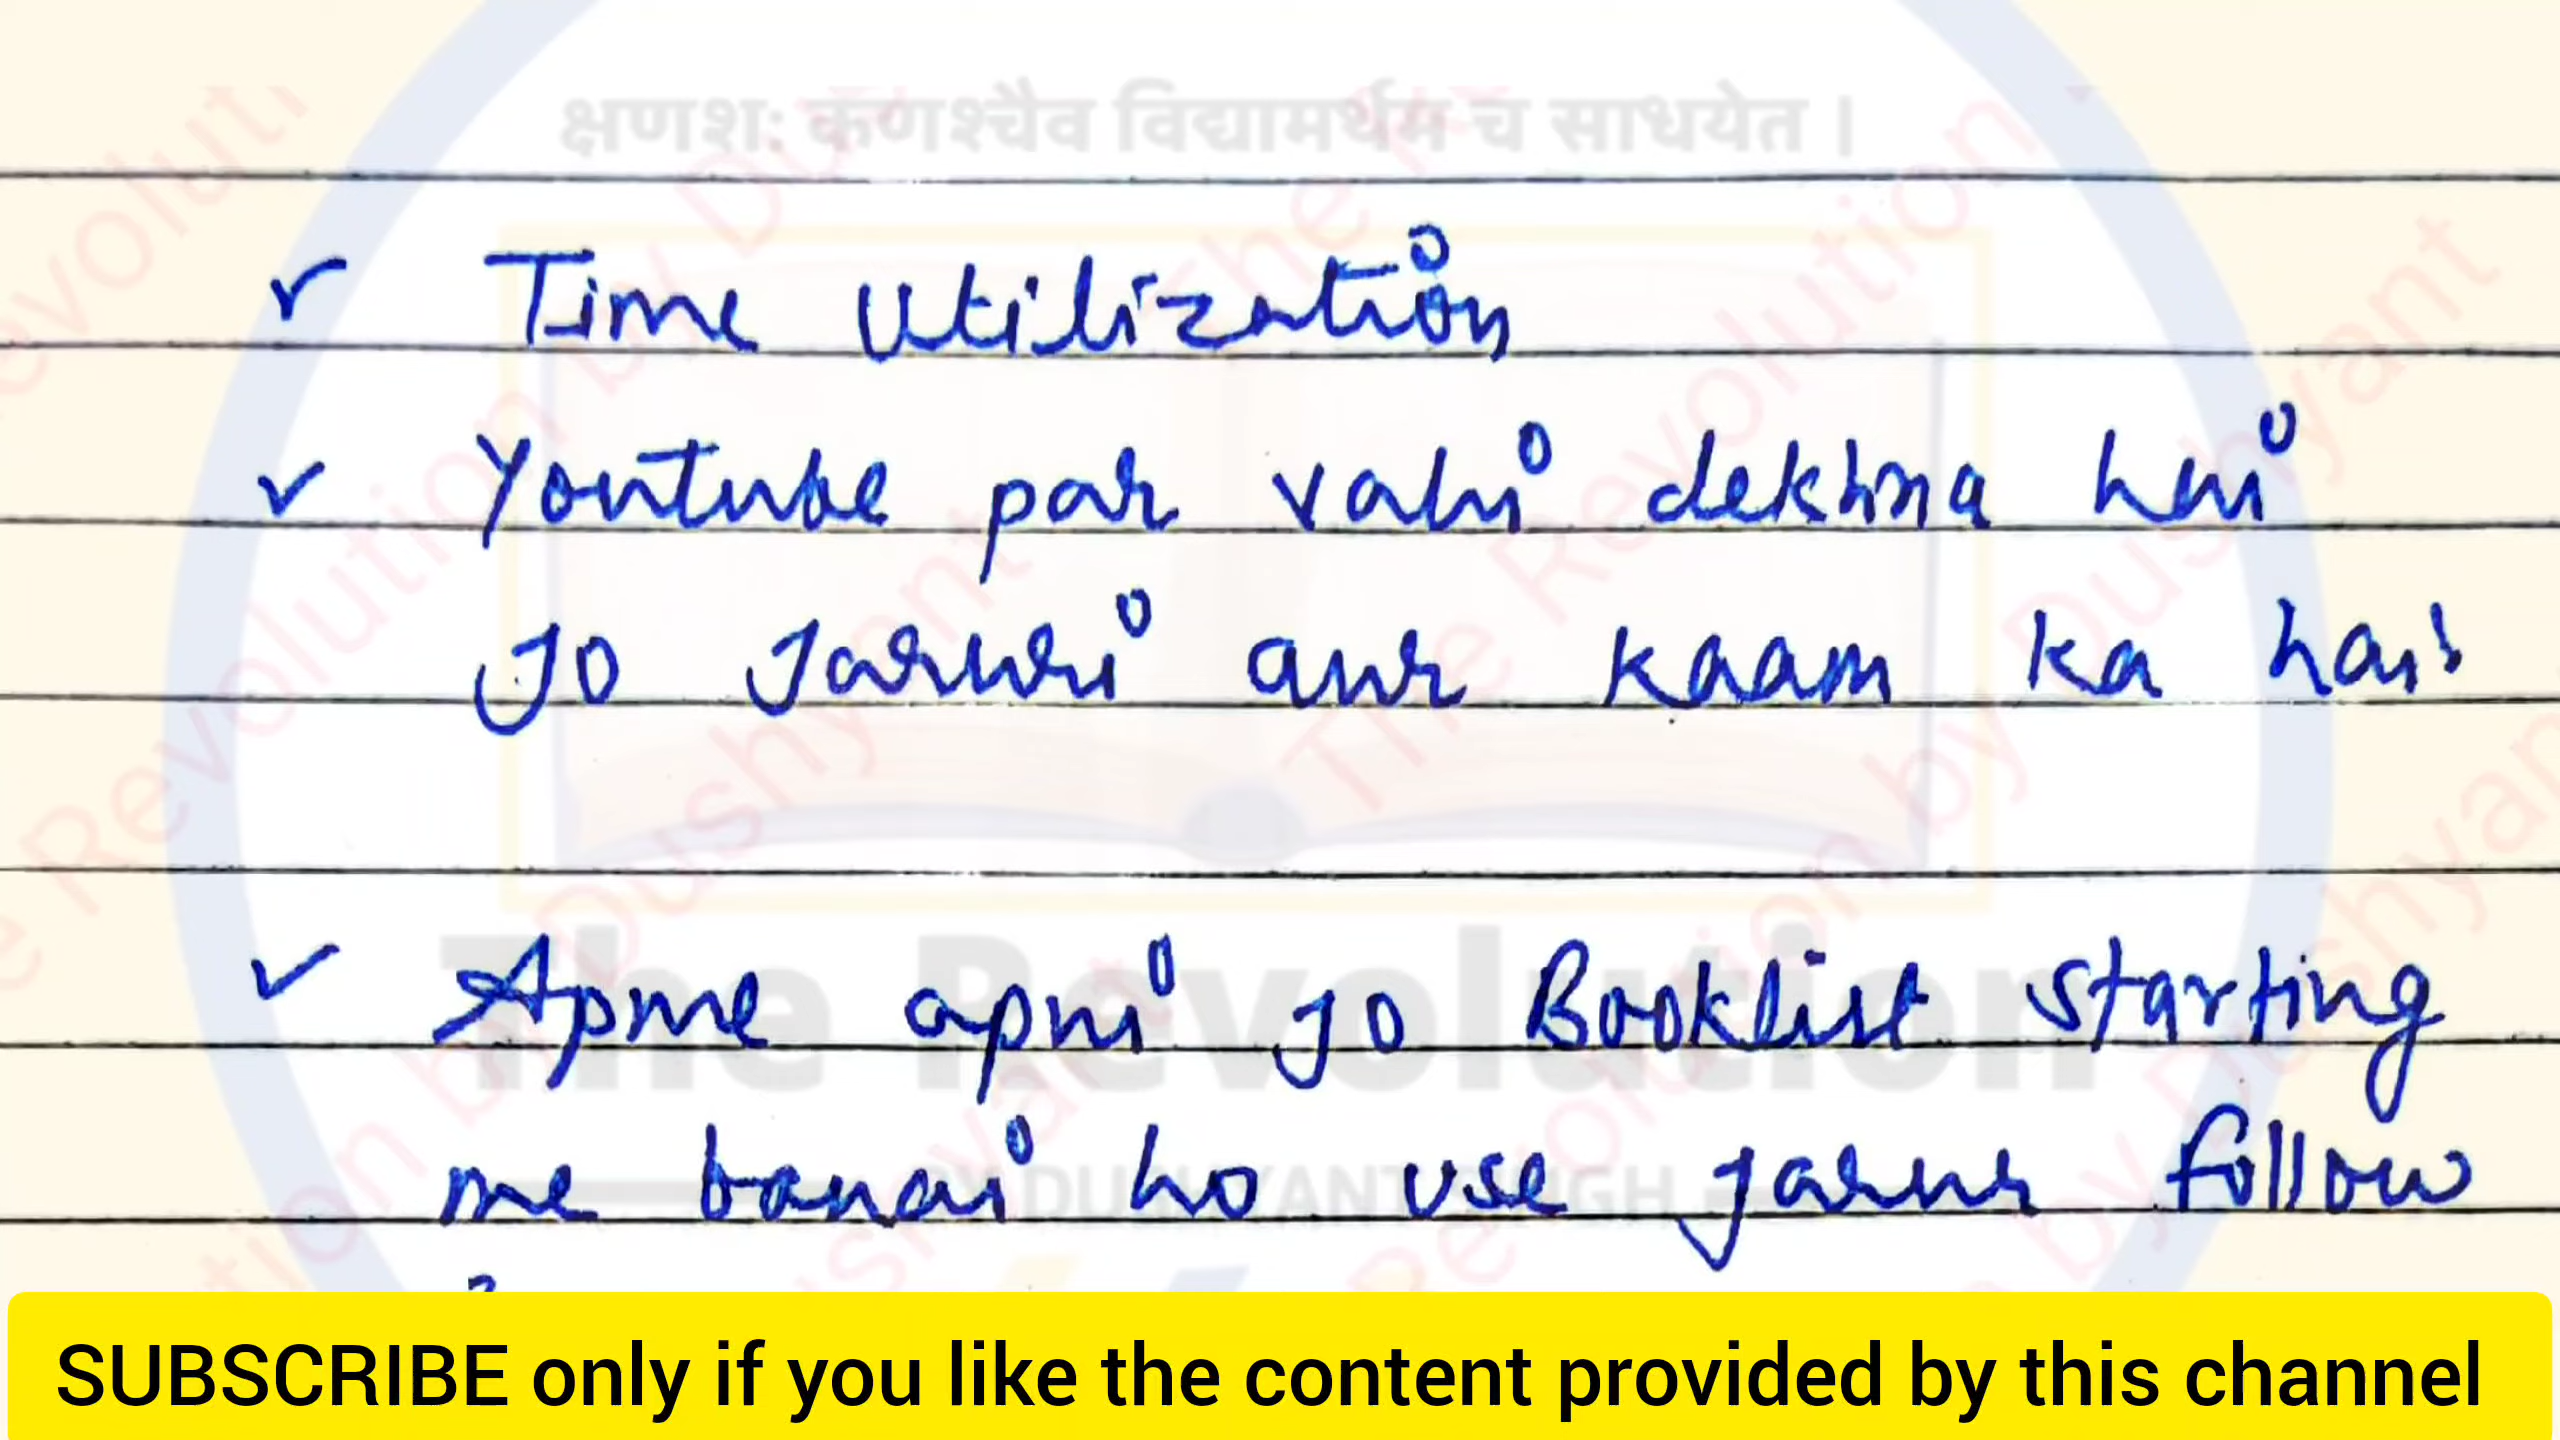 क्षणश: कणश्चैव विद्यामर्थम च साधयेत ।
✓ Time Utilization
✓ Youtube par vahi dekhna hai
Jo Jaruri aur kaam ka hai
The Revolution
✓ Apne apni jo Booklist starting
me banai ho use jarur follow
SUBSCRIBE only if you like the content provided by this channel